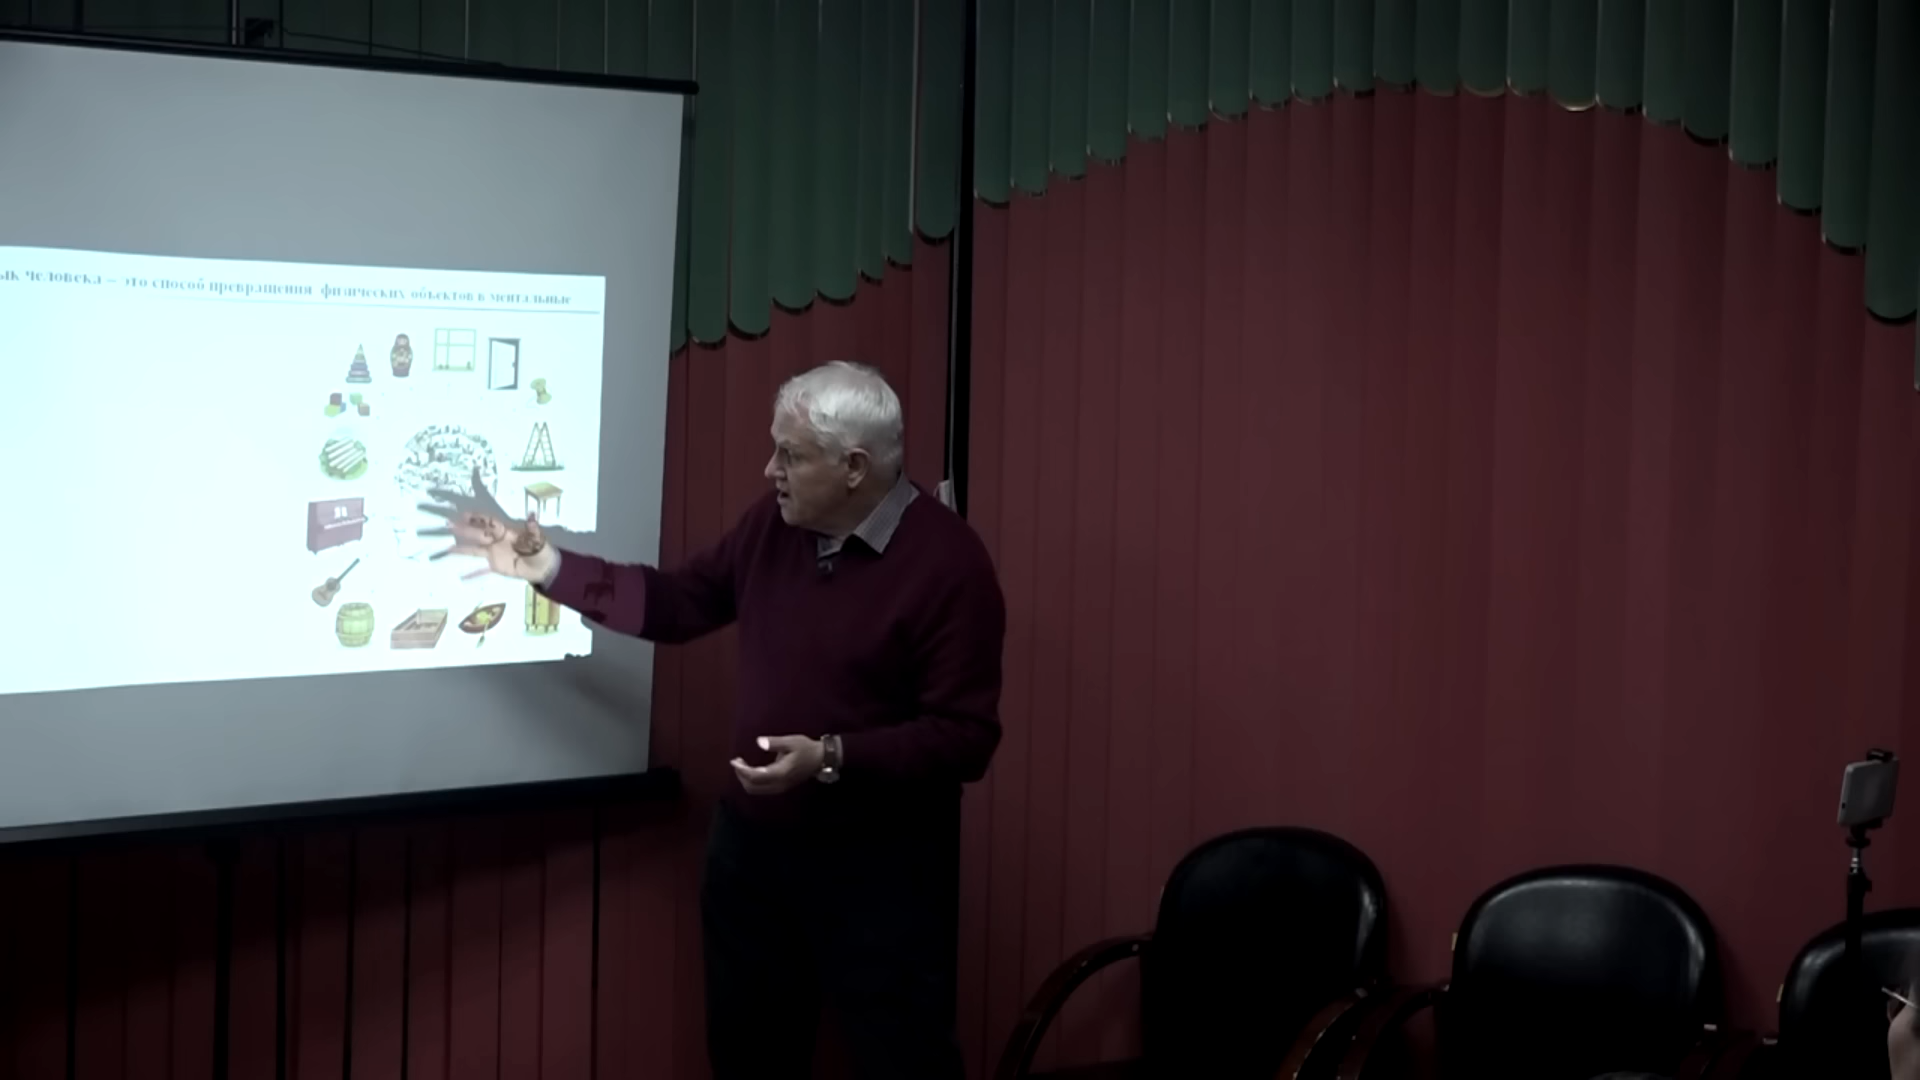 ык человека – это способ превращения физических объектов в ментальные